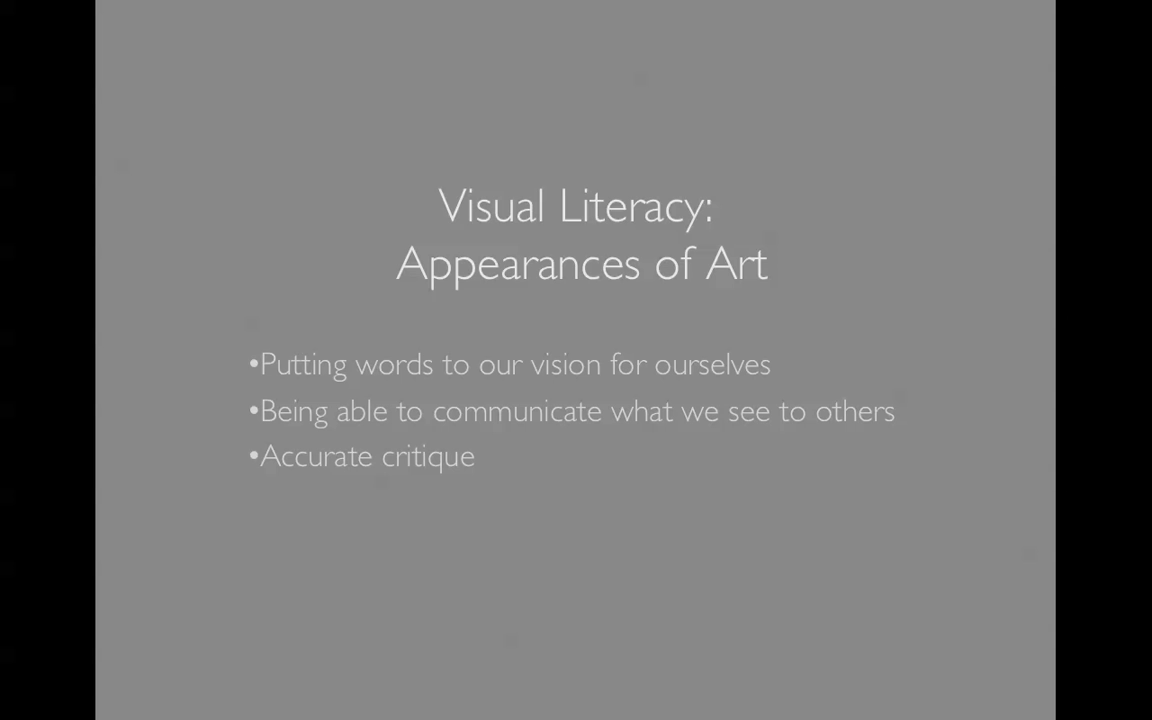 Visual Literacy:
Appearances of Art
•Putting words to our vision for ourselves
•Being able to communicate what we see to others
•Accurate critique